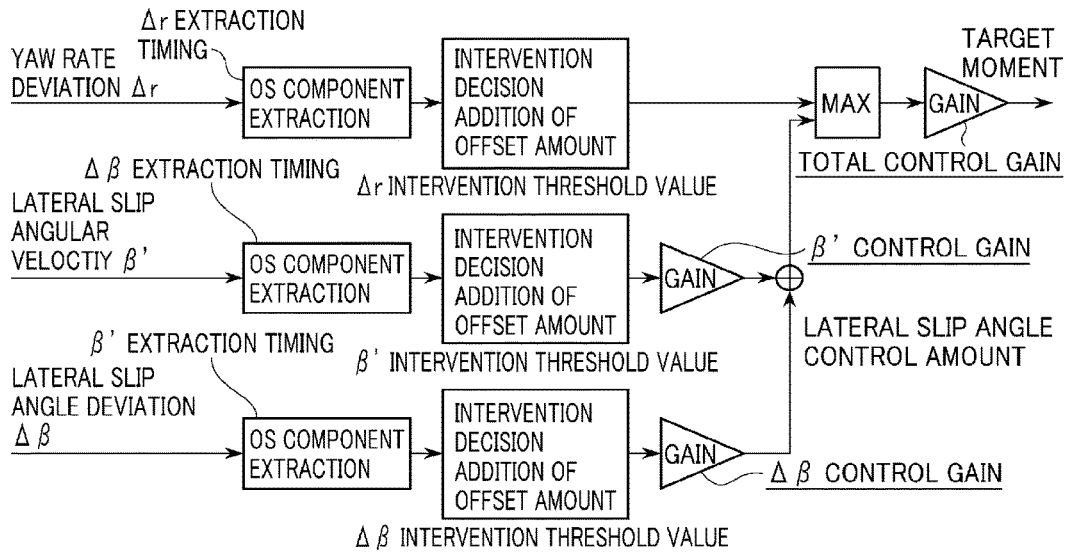 Δr EXTRACTION
TIMING
YAW RATE
DEVIATION Δr
OS COMPONENT
EXTRACTION
INTERVENTION
DECISION
ADDITION OF
OFFSET AMOUNT
Δr INTERVENTION THRESHOLD VALUE
MAX
GAIN
TARGET
MOMENT
TOTAL CONTROL GAIN
Δβ EXTRACTION TIMING
LATERAL SLIP
ANGULAR
VELOCTIY β'
OS COMPONENT
EXTRACTION
INTERVENTION
DECISION
ADDITION OF
OFFSET AMOUNT
β' INTERVENTION THRESHOLD VALUE
GAIN
β' CONTROL GAIN
LATERAL SLIP ANGLE
CONTROL AMOUNT
β' EXTRACTION TIMING
LATERAL SLIP
ANGLE DEVIATION
Δβ
OS COMPONENT
EXTRACTION
INTERVENTION
DECISION
ADDITION OF
OFFSET AMOUNT
Δβ INTERVENTION THRESHOLD VALUE
GAIN
Δβ CONTROL GAIN